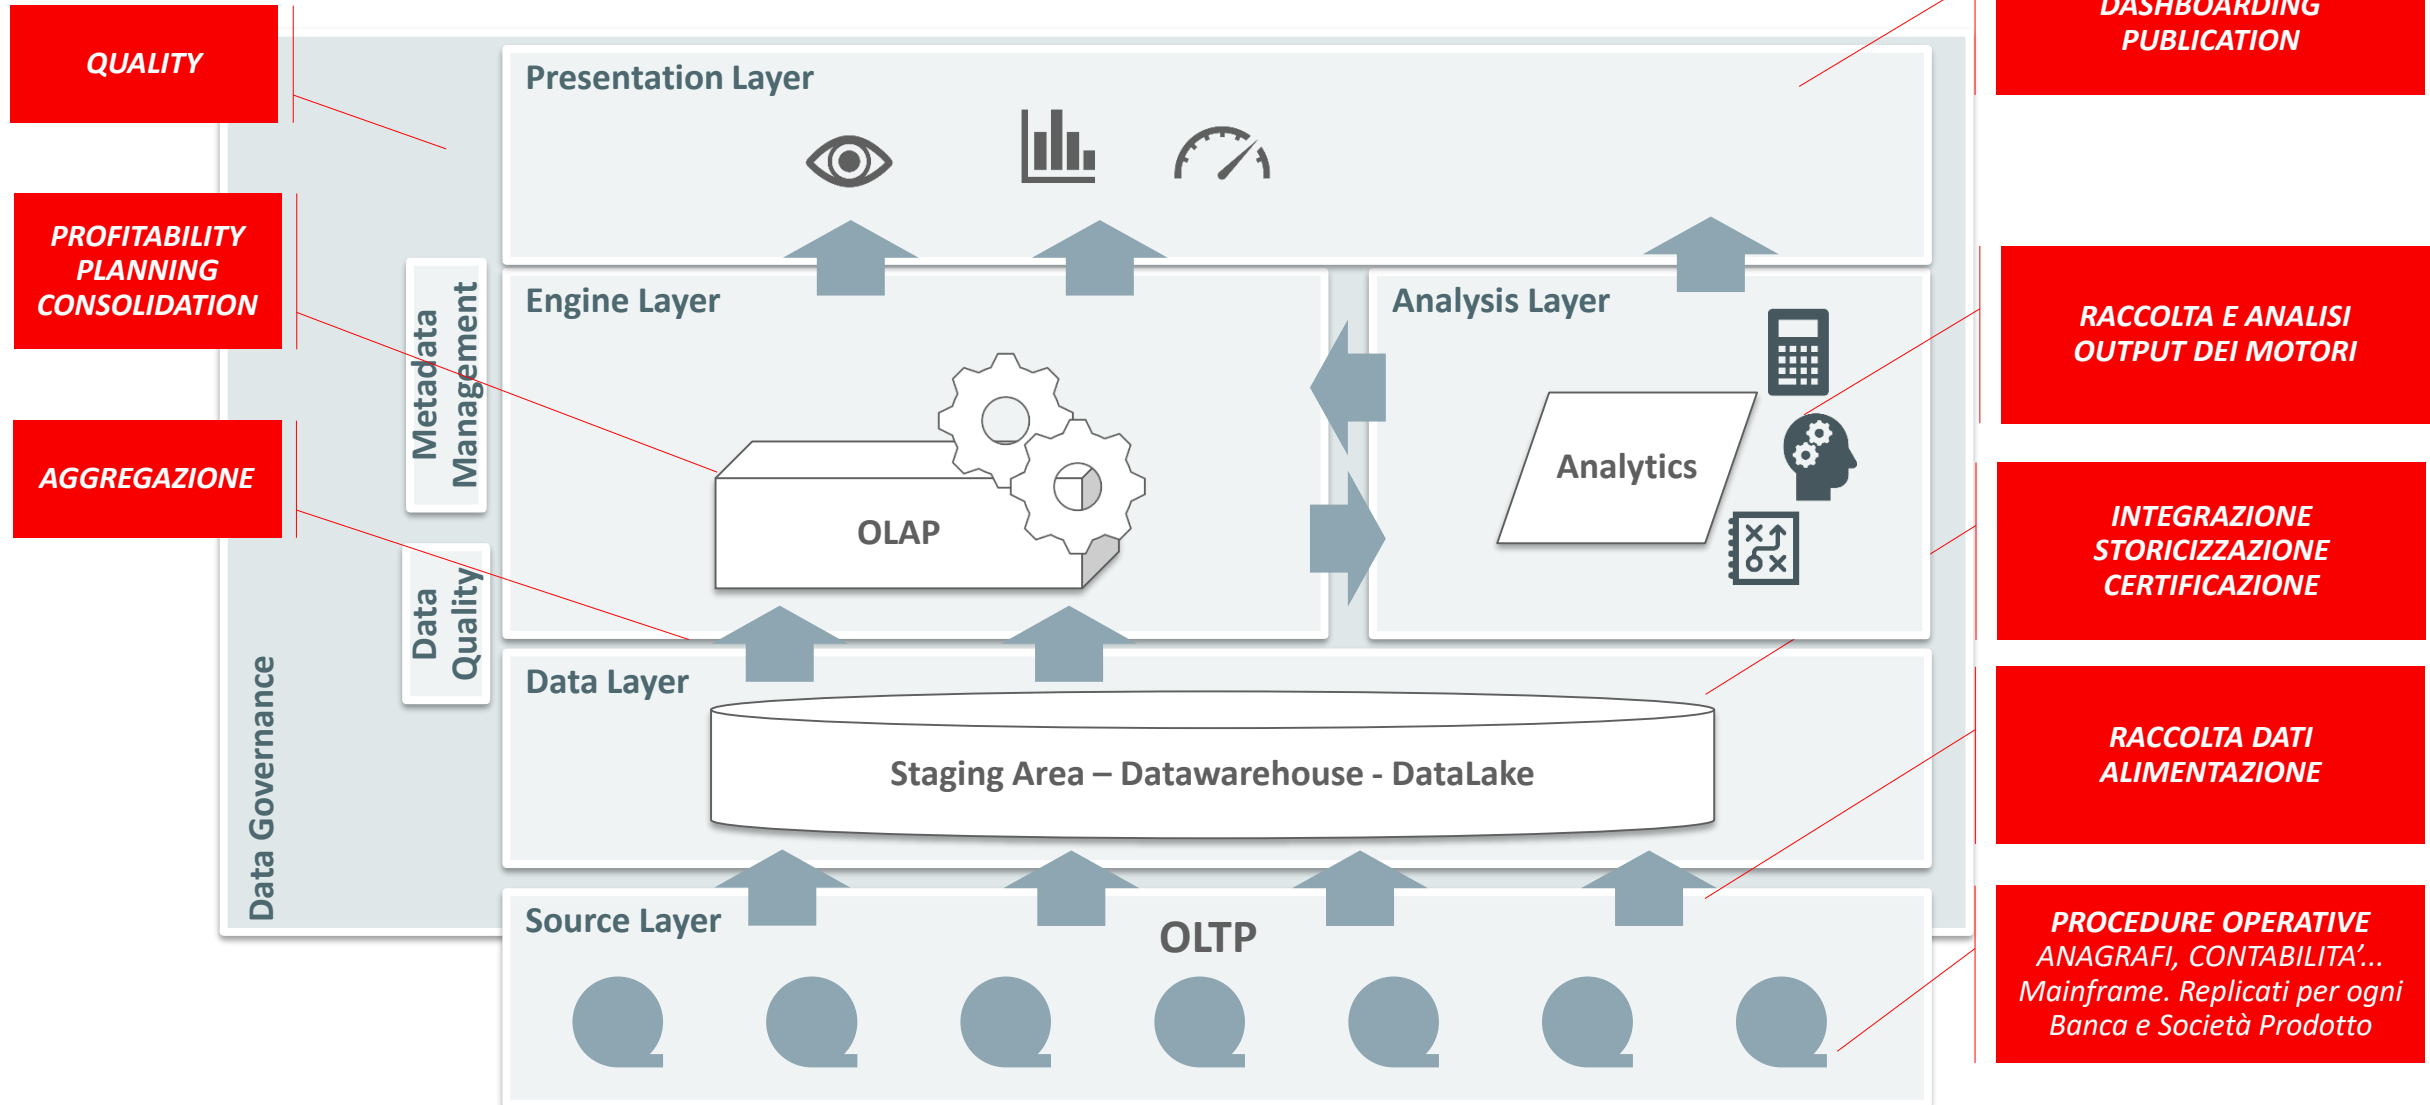 QUALITY
PROFITABILITY
PLANNING
CONSOLIDATION
AGGREGAZIONE
Data Governance
Metadata
Management
Data
Quality
Presentation Layer
Engine Layer
OLAP
Analysis Layer
Analytics
Data Layer
Staging Area – Datawarehouse - DataLake
Source Layer
OLTP
DASHBOARDING
PUBLICATION
RACCOLTA E ANALISI
OUTPUT DEI MOTORI
INTEGRAZIONE
STORICIZZAZIONE
CERTIFICAZIONE
RACCOLTA DATI
ALIMENTAZIONE
PROCEDURE OPERATIVE
ANAGRAFI, CONTABILITA’...
Mainframe. Replicati per ogni
Banca e Società Prodotto